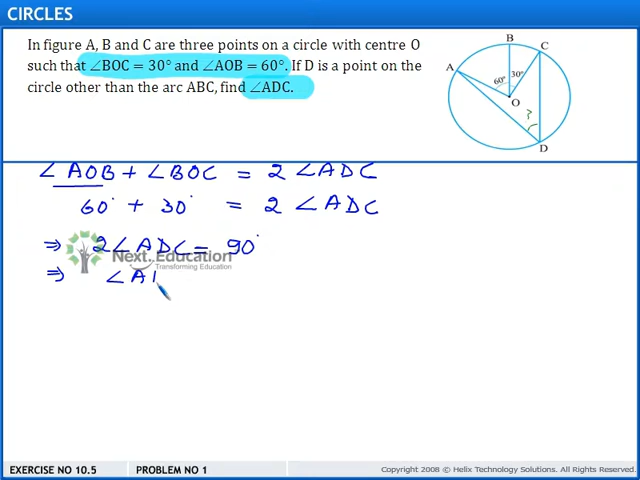 CIRCLES
In figure A, B and C are three points on a circle with centre O
such that ∠BOC = 30° and ∠AOB = 60°. If D is a point on the
circle other than the arc ABC, find ∠ADC.
B
C
A
60°
30°
O
?
D
∠AOB + ∠BOC = 2 ∠ADC
60° + 30° = 2 ∠ADC
⇒ 2∠ADC = 90°
Next Education
Transforming Education
⇒ ∠A
EXERCISE NO 10.5
PROBLEM NO 1
Copyright 2008 © Helix Technology Solutions. All Rights Reserved.